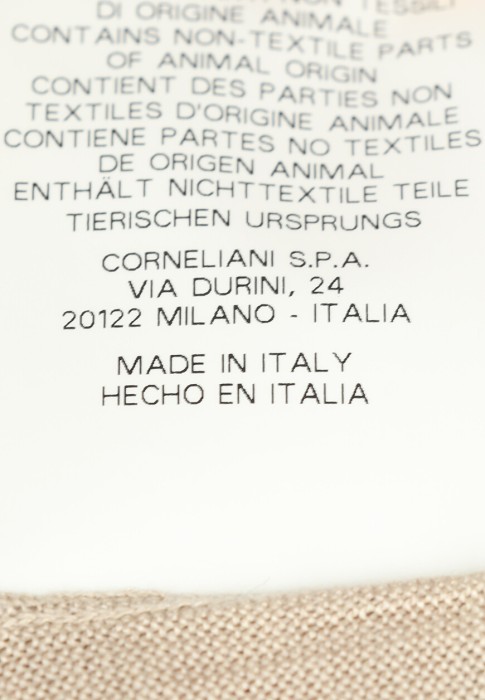 NON TESSILI
DI ORIGINE ANIMALE
CONTAINS NON-TEXTILE PARTS
OF ANIMAL ORIGIN
CONTIENT DES PARTIES NON
TEXTILES D'ORIGINE ANIMALE
CONTIENE PARTES NO TEXTILES
DE ORIGEN ANIMAL
ENTHÄLT NICHTTEXTILE TEILE
TIERISCHEN URSPRUNGS
CORNELIANI S.P.A.
VIA DURINI, 24
20122 MILANO - ITALIA
MADE IN ITALY
HECHO EN ITALIA